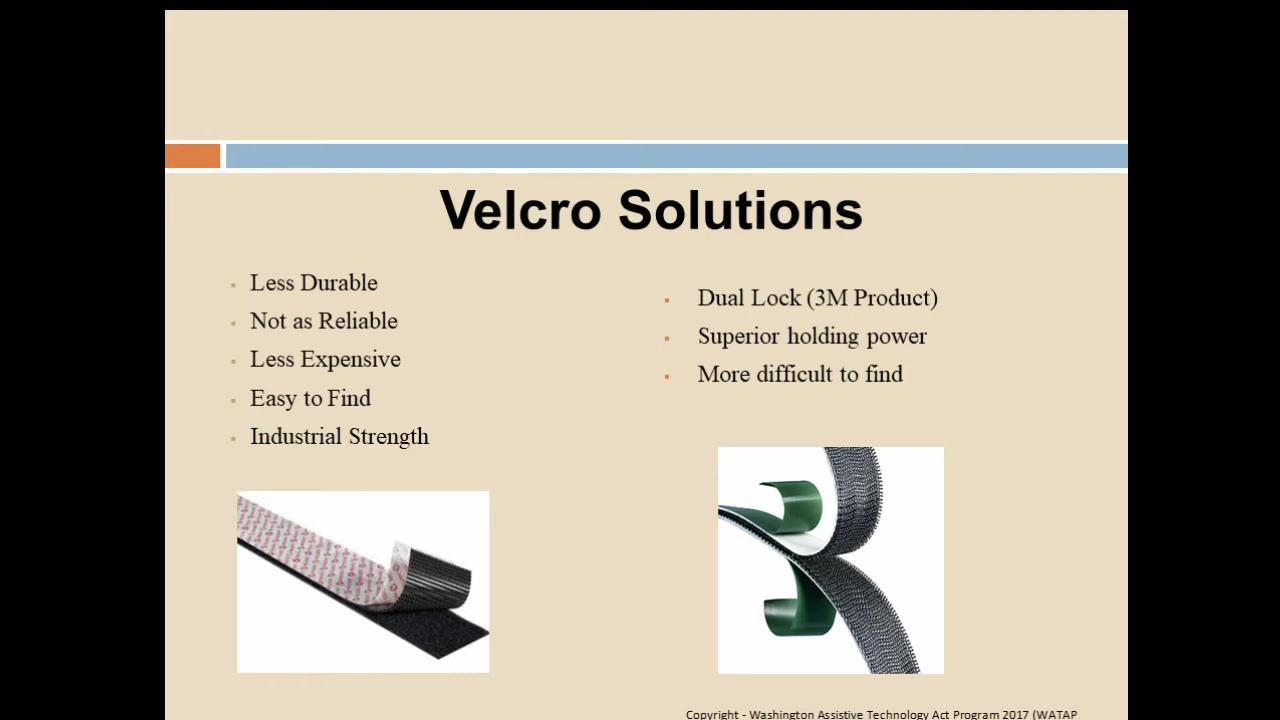 Velcro Solutions
Less Durable
Not as Reliable
Less Expensive
Easy to Find
Industrial Strength
Dual Lock (3M Product)
Superior holding power
More difficult to find
Copyright - Washington Assistive Technology Act Program 2017 (WATAP